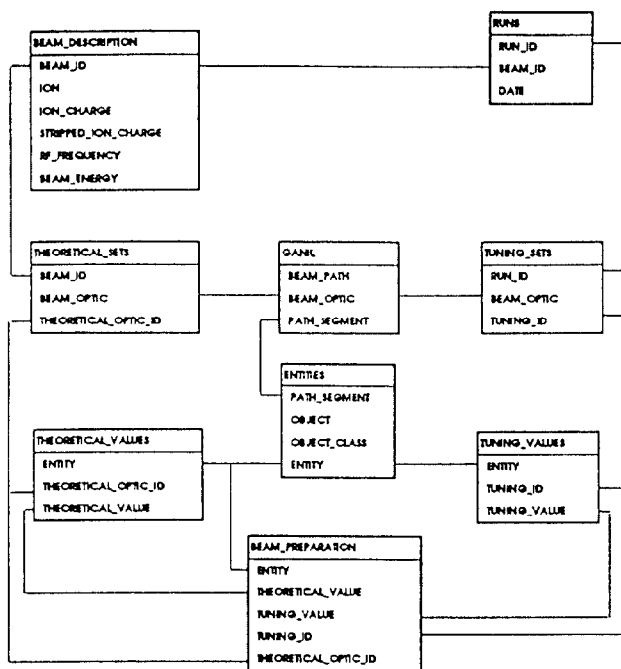 BEAM_DESCRIPTION
BEAM_ID
ION
ION_CHARGE
STRIPPED_ION_CHARGE
RF_FREQUENCY
BEAM_ENERGY
RUNS
RUN_ID
BEAM_ID
DATE
THEORETICAL_SETS
BEAM_ID
BEAM_OPTIC
THEORETICAL_OPTIC_ID
GANIL
BEAM_PATH
BEAM_OPTIC
PATH_SEGMENT
TUNING_SETS
RUN_ID
BEAM_OPTIC
TUNING_ID
ENTITIES
PATH_SEGMENT
OBJECT
OBJECT_CLASS
ENTITY
THEORETICAL_VALUES
ENTITY
THEORETICAL_OPTIC_ID
THEORETICAL_VALUE
TUNING_VALUES
ENTITY
TUNING_ID
TUNING_VALUE
BEAM_PREPARATION
ENTITY
THEORETICAL_VALUE
TUNING_VALUE
TUNING_ID
THEORETICAL_OPTIC_ID